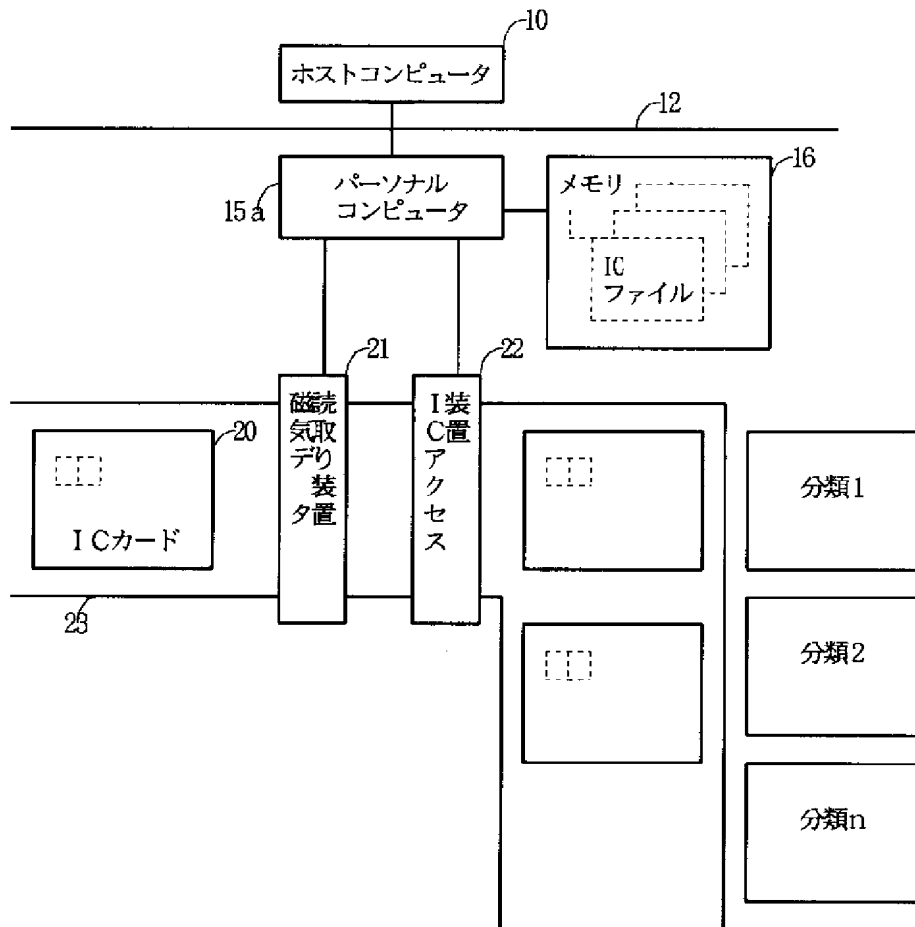 10
ホストコンピュータ
12
16
15a
パーソナル
コンピュータ
メモリ
IC
ファイル
21
22
磁気データ
読取り装置
ICアクセス
装置
20
ICカード
23
分類1
分類2
分類n